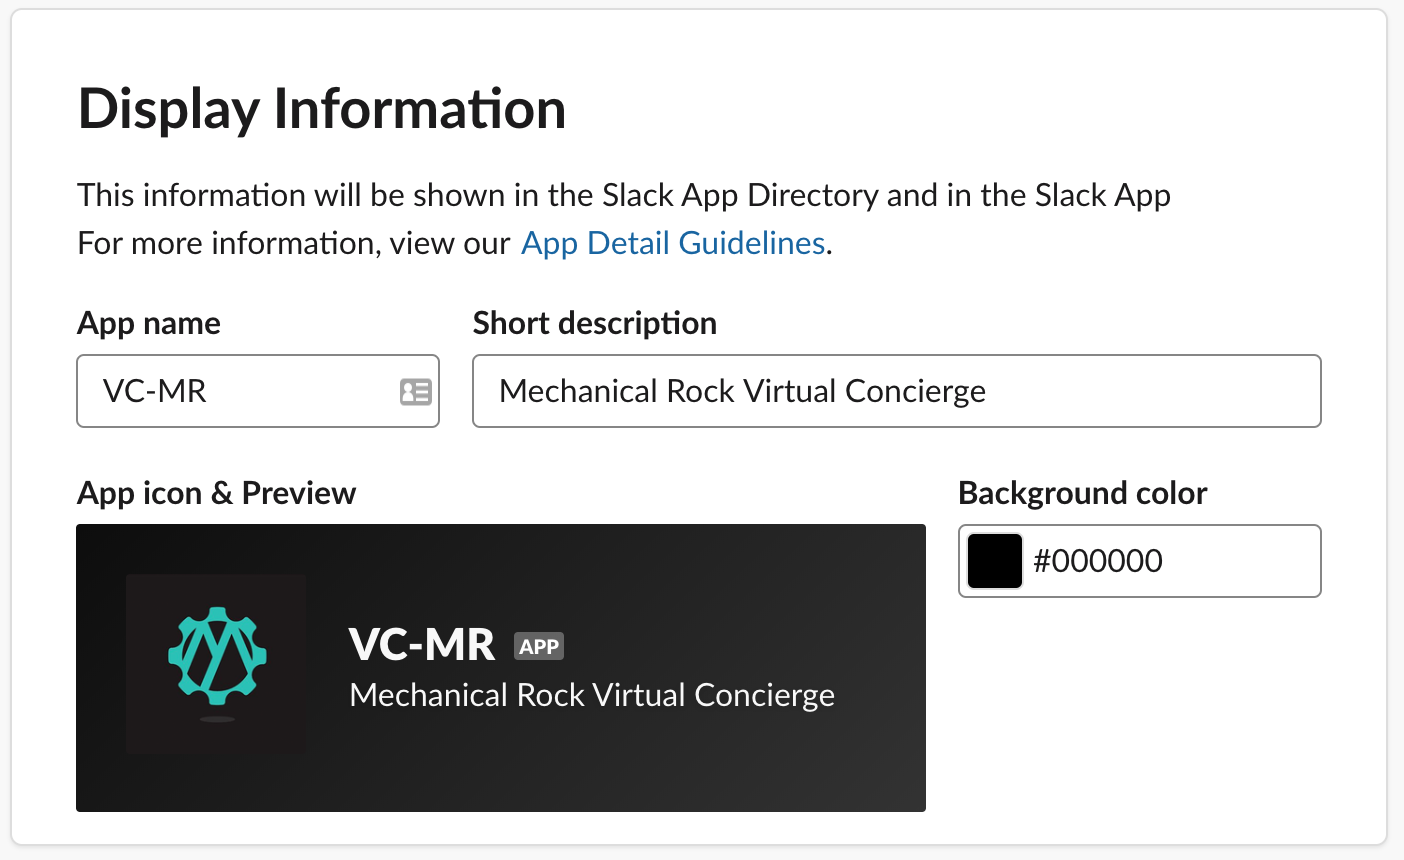 Display Information
This information will be shown in the Slack App Directory and in the Slack App
For more information, view our App Detail Guidelines.
App name
Short description
VC-MR
Mechanical Rock Virtual Concierge
App icon & Preview
Background color
#000000
VC-MR APP
Mechanical Rock Virtual Concierge